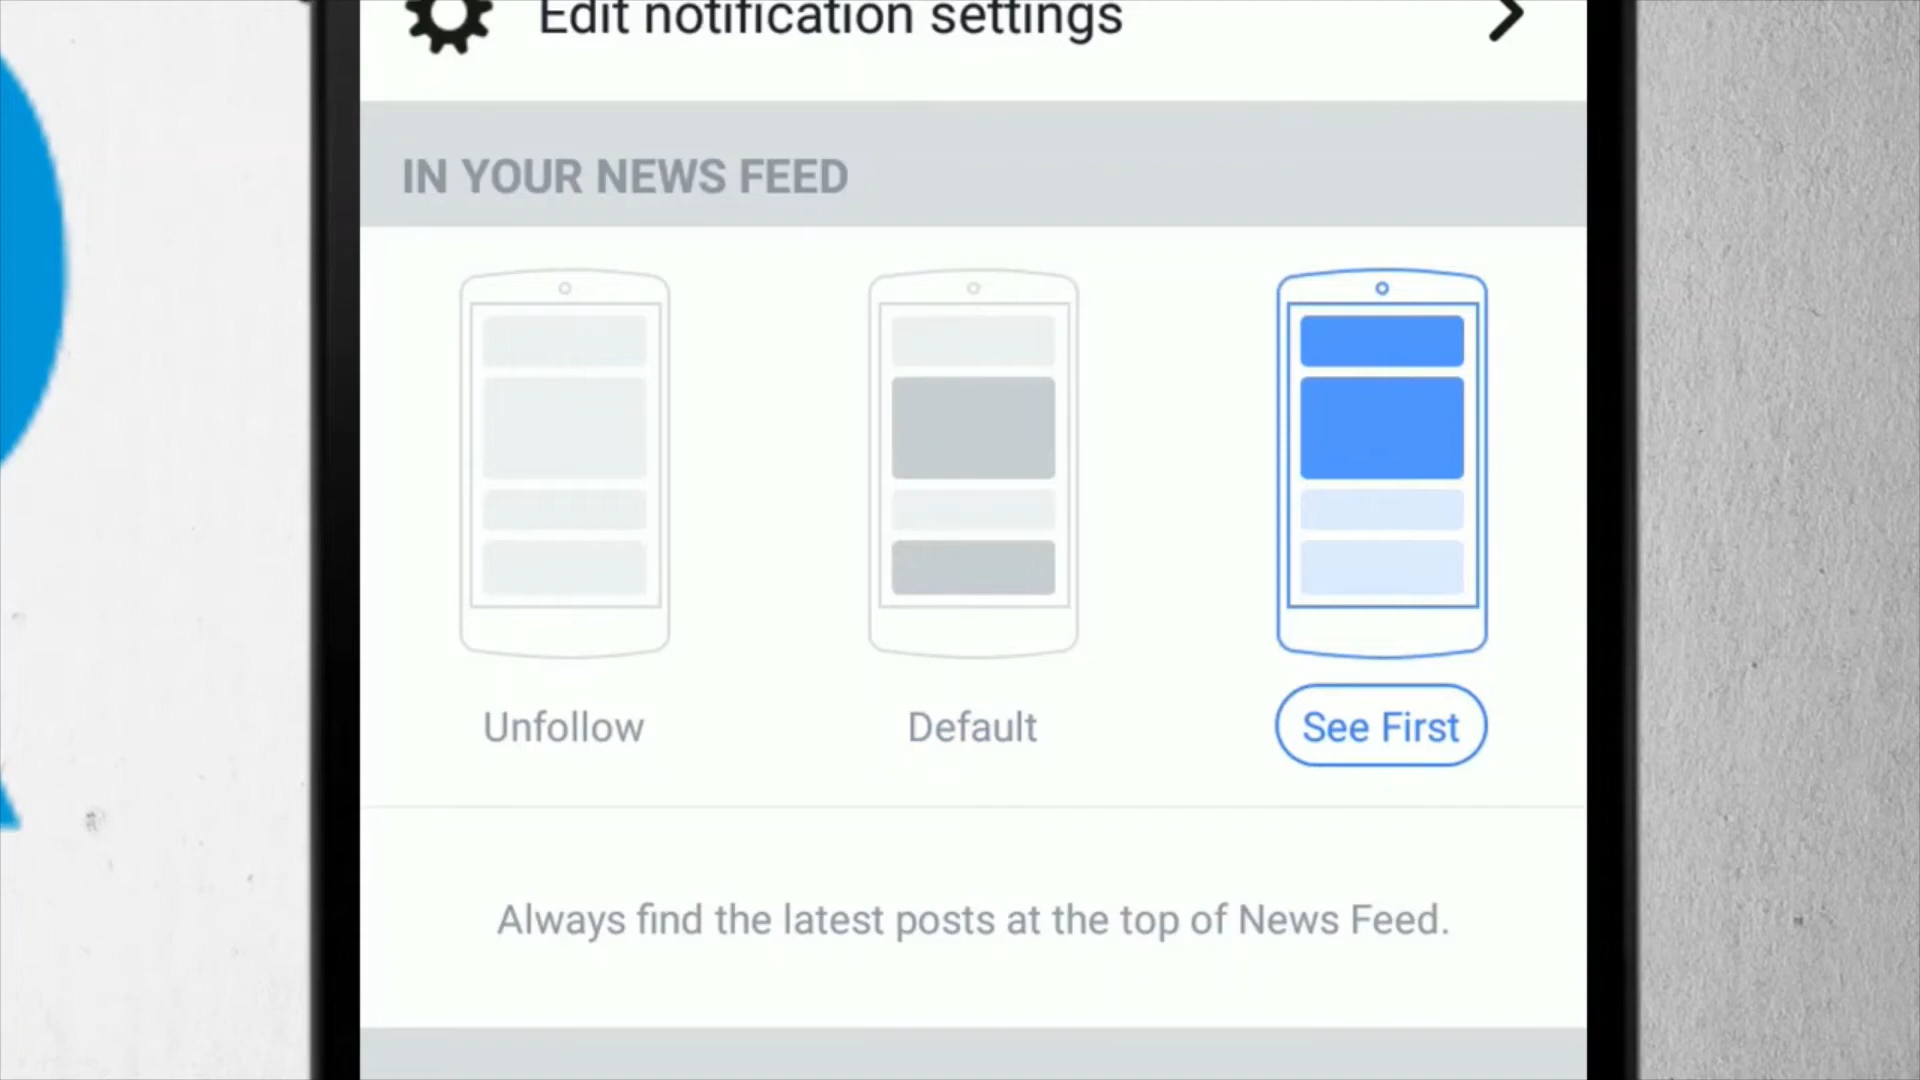 Edit notification settings
IN YOUR NEWS FEED
Unfollow
Default
See First
Always find the latest posts at the top of News Feed.